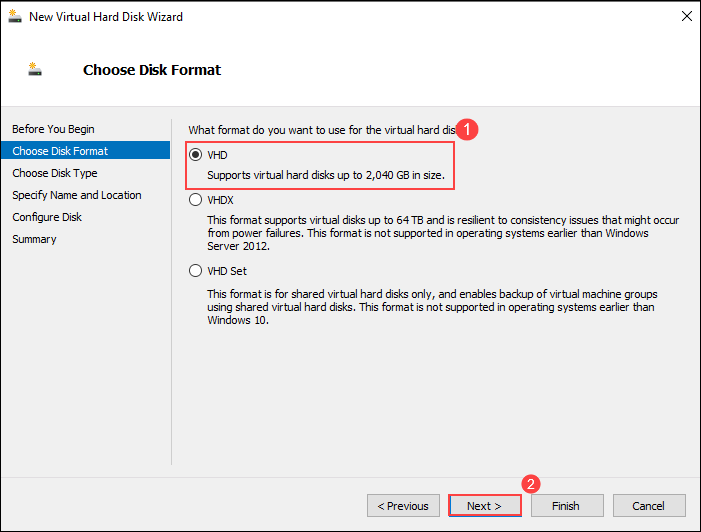 New Virtual Hard Disk Wizard
Choose Disk Format
Before You Begin
Choose Disk Format
Choose Disk Type
Specify Name and Location
Configure Disk
Summary
What format do you want to use for the virtual hard dis
1
VHD
Supports virtual hard disks up to 2,040 GB in size.
VHDX
This format supports virtual disks up to 64 TB and is resilient to consistency issues that might occur
from power failures. This format is not supported in operating systems earlier than Windows
Server 2012.
VHD Set
This format is for shared virtual hard disks only, and enables backup of virtual machine groups
using shared virtual hard disks. This format is not supported in operating systems earlier than
Windows 10.
2
< Previous
Next >
Finish
Cancel